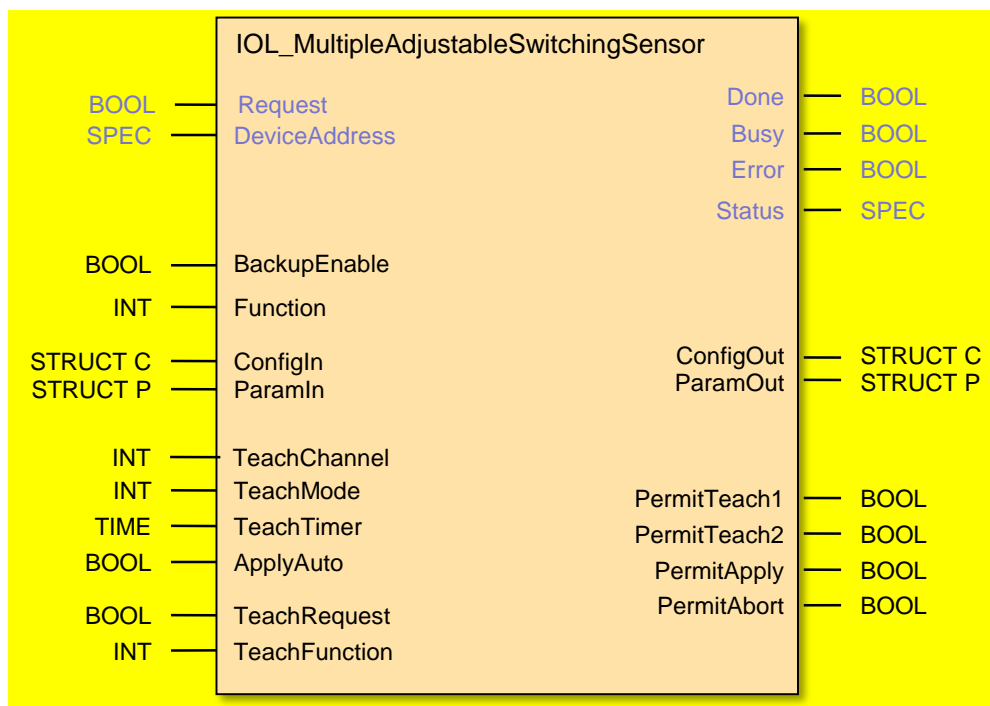 IOL_MultipleAdjustableSwitchingSensor
BOOL Request Done BOOL
SPEC DeviceAddress Busy BOOL
Error BOOL
Status SPEC
BOOL BackupEnable
INT Function
STRUCT C ConfigIn ConfigOut STRUCT C
STRUCT P ParamIn ParamOut STRUCT P
INT TeachChannel
INT TeachMode PermitTeach1 BOOL
TIME TeachTimer PermitTeach2 BOOL
BOOL ApplyAuto PermitApply BOOL
BOOL TeachRequest PermitAbort BOOL
INT TeachFunction